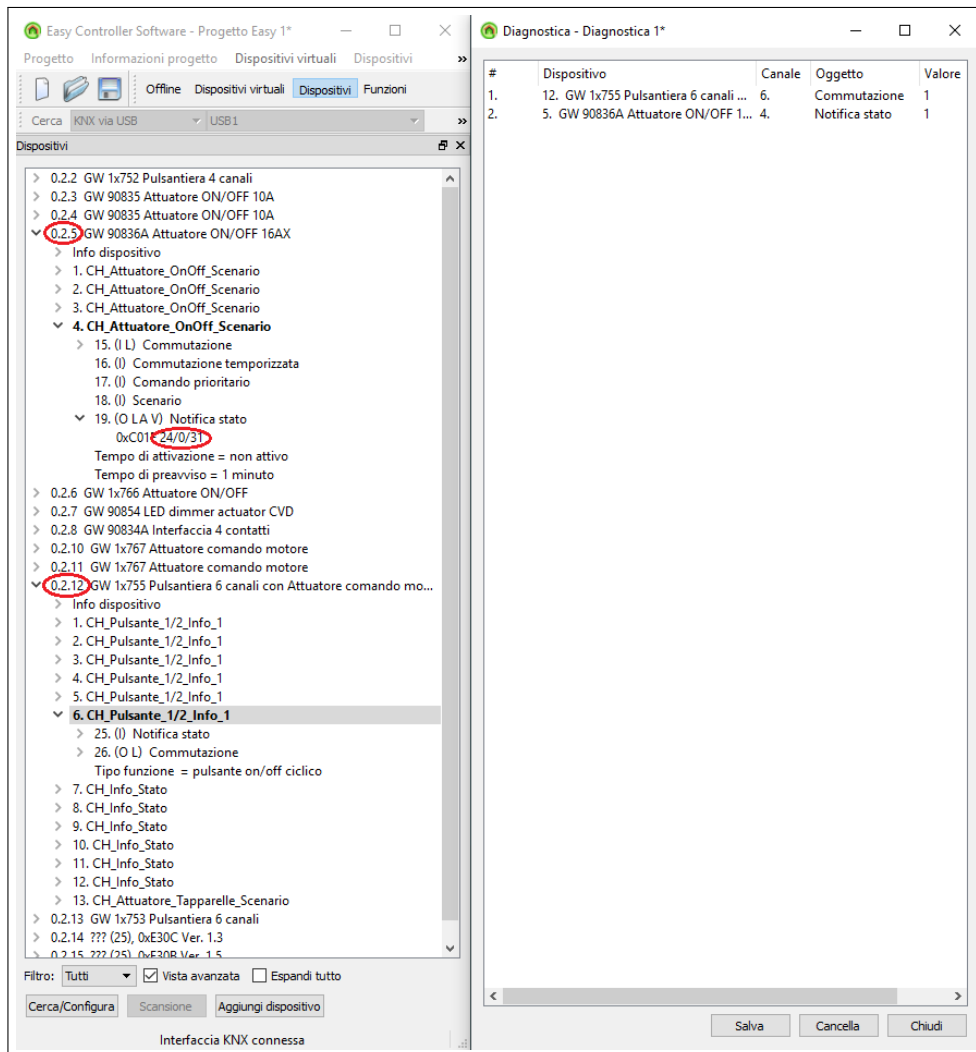 Easy Controller Software - Progetto Easy 1*
Progetto Informazioni progetto Dispositivi virtuali Dispositivi »
Offline Dispositivi virtuali Dispositivi Funzioni
Cerca KNX via USB USB1 »
Dispositivi
0.2.2 GW 1x752 Pulsantiera 4 canali
0.2.3 GW 90835 Attuatore ON/OFF 10A
0.2.4 GW 90835 Attuatore ON/OFF 10A
0.2.5 GW 90836A Attuatore ON/OFF 16AX
Info dispositivo
1. CH_Attuatore_OnOff_Scenario
2. CH_Attuatore_OnOff_Scenario
3. CH_Attuatore_OnOff_Scenario
4. CH_Attuatore_OnOff_Scenario
15. (I L) Commutazione
16. (I) Commutazione temporizzata
17. (I) Comando prioritario
18. (I) Scenario
19. (O LA V) Notifica stato
24/0/31
Tempo di attivazione = non attivo
Tempo di preavviso = 1 minuto
0.2.6 GW 1x766 Attuatore ON/OFF
0.2.7 GW 90854 LED dimmer actuator CVD
0.2.8 GW 90834A Interfaccia 4 contatti
0.2.10 GW 1x767 Attuatore comando motore
0.2.11 GW 1x767 Attuatore comando motore
0.2.12 GW 1x755 Pulsantiera 6 canali con Attuatore comando mo...
Info dispositivo
1. CH_Pulsante_1/2_Info_1
2. CH_Pulsante_1/2_Info_1
3. CH_Pulsante_1/2_Info_1
4. CH_Pulsante_1/2_Info_1
5. CH_Pulsante_1/2_Info_1
6. CH_Pulsante_1/2_Info_1
25. (I) Notifica stato
26. (O L) Commutazione
Tipo funzione = pulsante on/off ciclico
7. CH_Info_Stato
8. CH_Info_Stato
9. CH_Info_Stato
10. CH_Info_Stato
11. CH_Info_Stato
12. CH_Info_Stato
13. CH_Attuatore_Tapparelle_Scenario
0.2.13 GW 1x753 Pulsantiera 6 canali
0.2.14 ??? (25), 0xE30C Ver. 1.3
0.2.15 ??? (25), 0xE30B Ver. 1.5
Filtro: Tutti Vista avanzata Espandi tutto
Cerca/Configura Scansione Aggiungi dispositivo
Interfaccia KNX connessa
Diagnostica - Diagnostica 1*
# Dispositivo Canale Oggetto Valore
1. 12. GW 1x755 Pulsantiera 6 canali ... 6. Commutazione 1
2. 5. GW 90836A Attuatore ON/OFF 1... 4. Notifica stato 1
Salva Cancella Chiudi